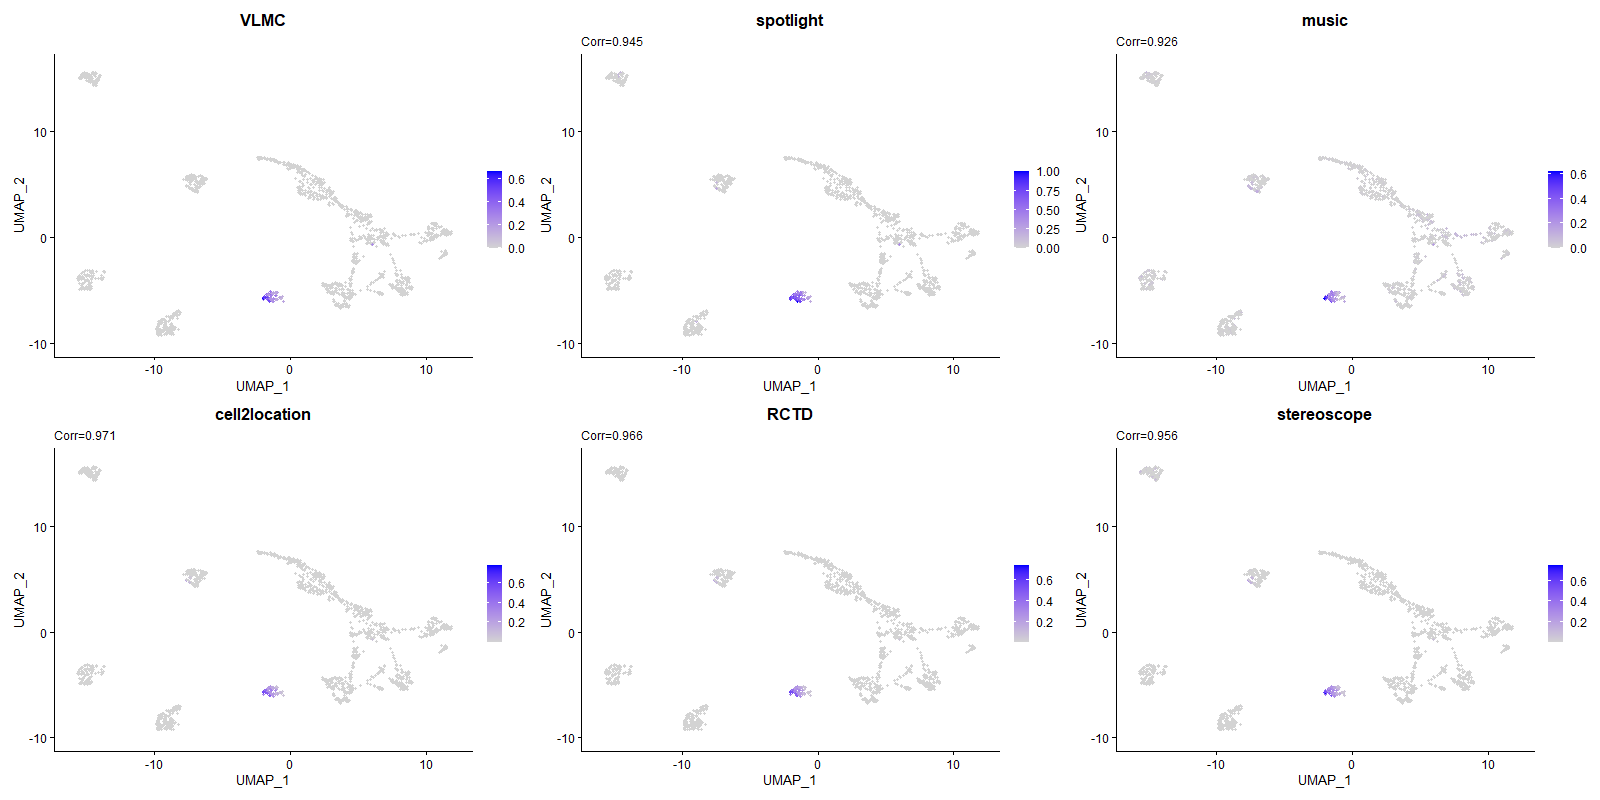 VLMC
UMAP_2
10
0
-10
-10
0
10
UMAP_1
0.6
0.4
0.2
0.0
spotlight
Corr=0.945
UMAP_2
10
0
-10
-10
0
10
UMAP_1
1.00
0.75
0.50
0.25
0.00
music
Corr=0.926
UMAP_2
10
0
-10
-10
0
10
UMAP_1
0.6
0.4
0.2
0.0
cell2location
Corr=0.971
UMAP_2
10
0
-10
-10
0
10
UMAP_1
0.6
0.4
0.2
RCTD
Corr=0.966
UMAP_2
10
0
-10
-10
0
10
UMAP_1
0.6
0.4
0.2
stereoscope
Corr=0.956
UMAP_2
10
0
-10
-10
0
10
UMAP_1
0.6
0.4
0.2